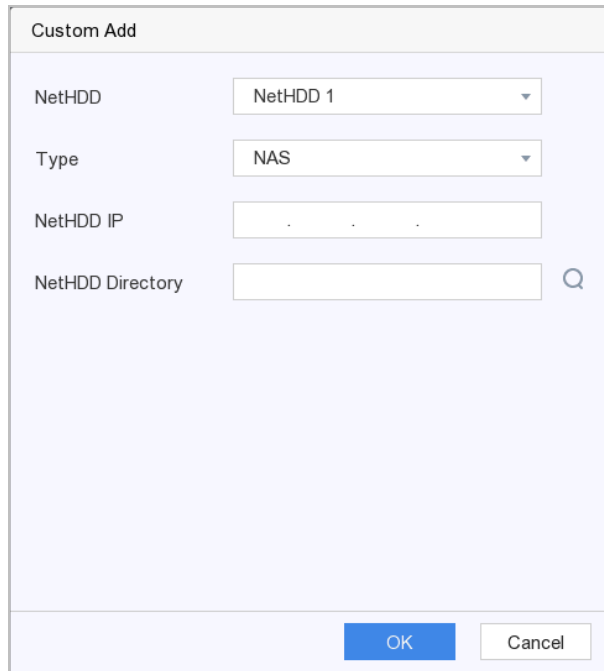 Custom Add
NetHDD NetHDD 1
Type NAS
NetHDD IP . . .
NetHDD Directory
OK Cancel